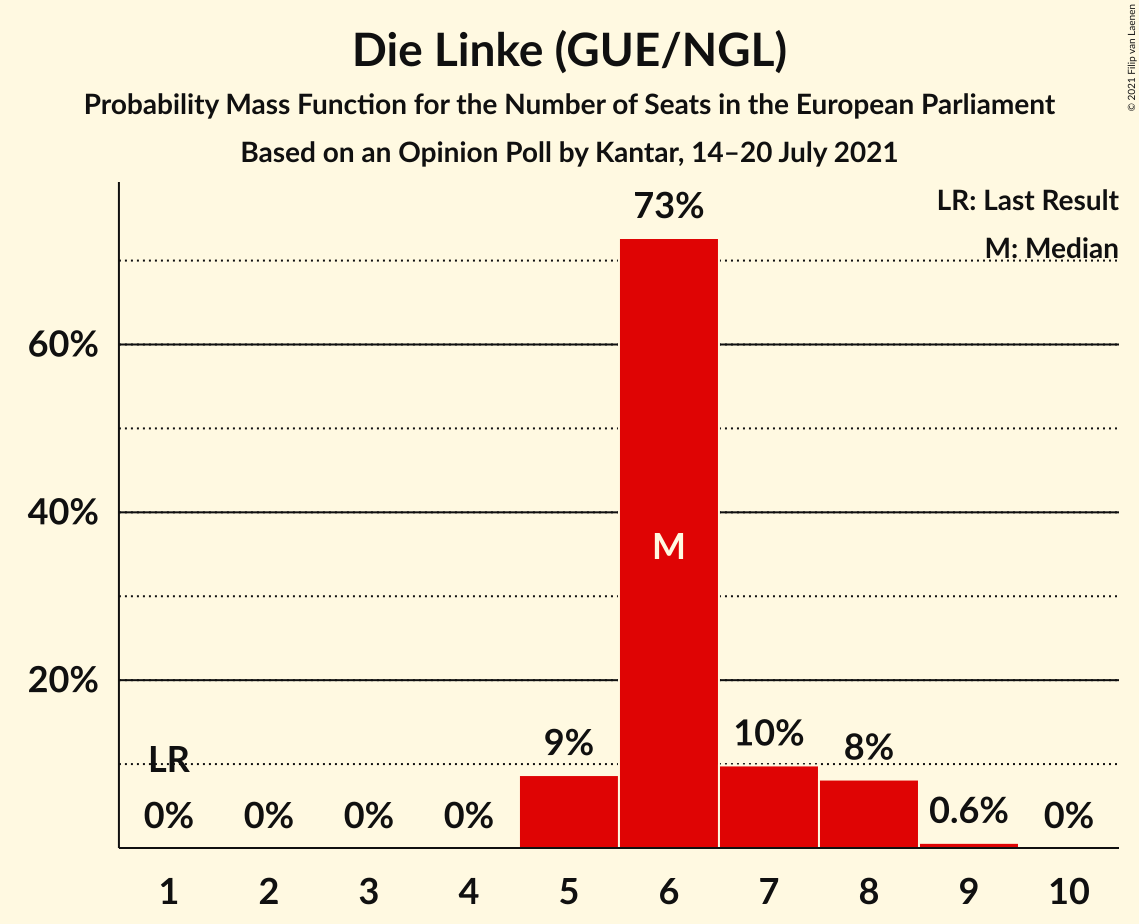 Die Linke (GUE/NGL)
Probability Mass Function for the Number of Seats in the European Parliament
Based on an Opinion Poll by Kantar, 14–20 July 2021
© 2021 Filip van Laenen
LR: Last Result
M: Median
73%
60%
40%
20%
M
LR
0%
0%
0%
0%
9%
10%
8%
0.6%
0%
1 2 3 4 5 6 7 8 9 10